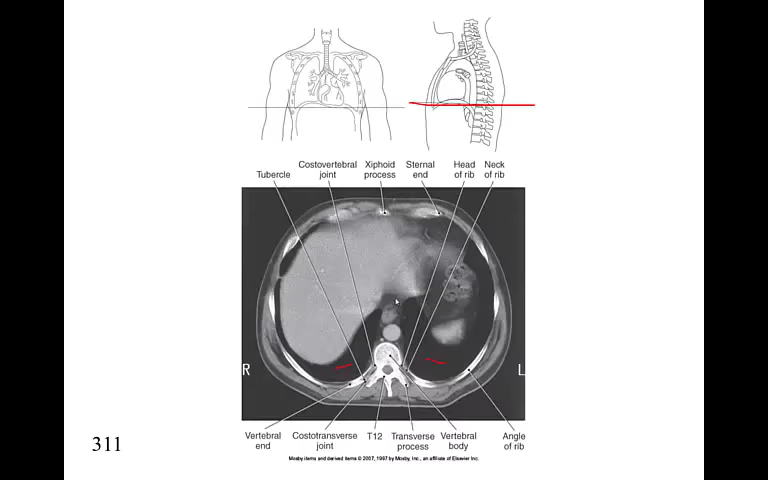 Costovertebral joint
Xiphoid process
Sternal end
Head of rib
Neck of rib
Tubercle
R
L
Vertebral end
Costotransverse joint
T12
Transverse process
Vertebral body
Angle of rib
311
Mosby items and derived items © 2007, 1997 by Mosby, Inc., an affiliate of Elsevier Inc.